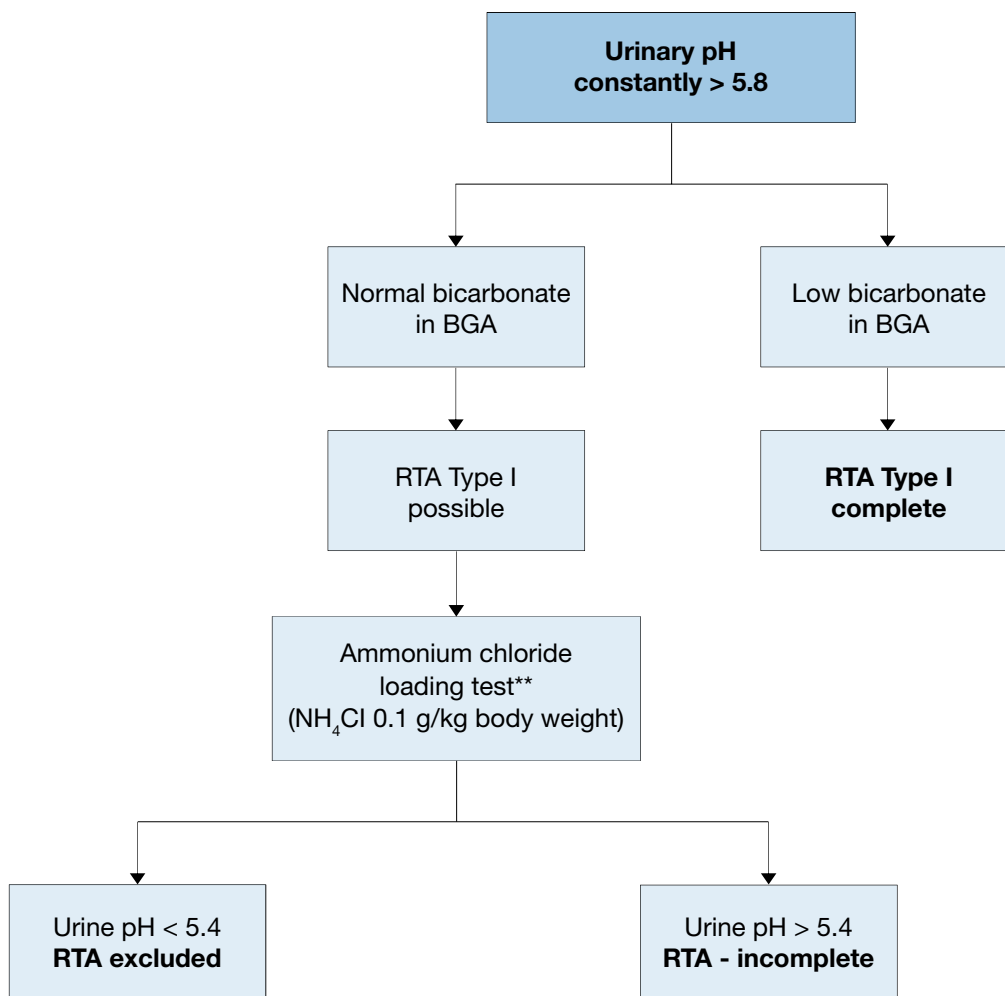 Urinary pH
constantly > 5.8
Normal bicarbonate
in BGA
Low bicarbonate
in BGA
RTA Type I
possible
RTA Type I
complete
Ammonium chloride
loading test**
(NH₄Cl 0.1 g/kg body weight)
Urine pH < 5.4
RTA excluded
Urine pH > 5.4
RTA - incomplete